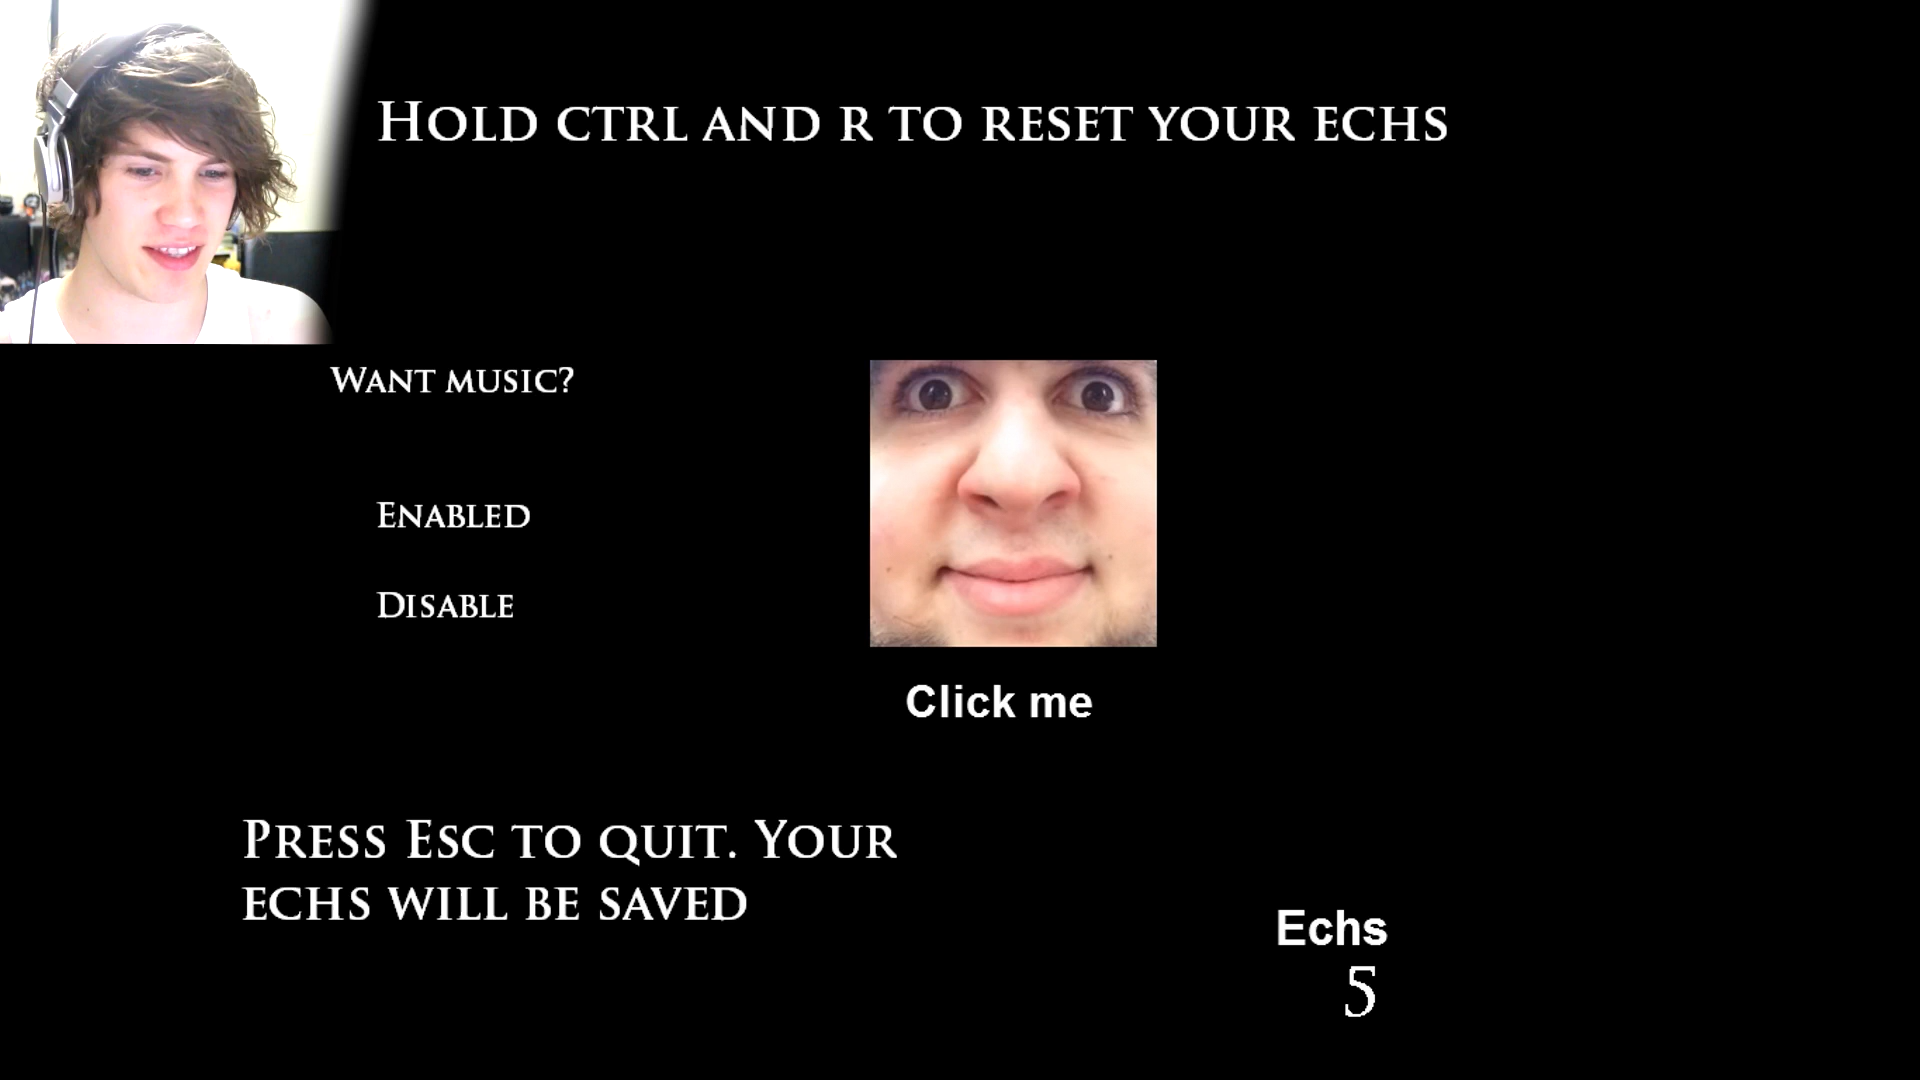 HOLD CTRL AND R TO RESET YOUR ECHS
WANT MUSIC?
ENABLED
DISABLE
Click me
PRESS ESC TO QUIT. YOUR
ECHS WILL BE SAVED
Echs
5